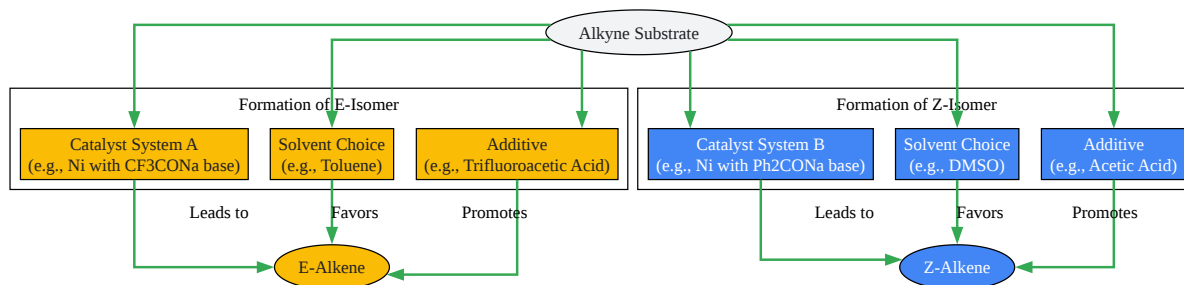 Alkyne Substrate
Formation of E-Isomer
Catalyst System A
(e.g., Ni with CF3CONa base)
Solvent Choice
(e.g., Toluene)
Additive
(e.g., Trifluoroacetic Acid)
Leads to
Favors
Promotes
E-Alkene
Formation of Z-Isomer
Catalyst System B
(e.g., Ni with Ph2CONa base)
Solvent Choice
(e.g., DMSO)
Additive
(e.g., Acetic Acid)
Leads to
Favors
Promotes
Z-Alkene